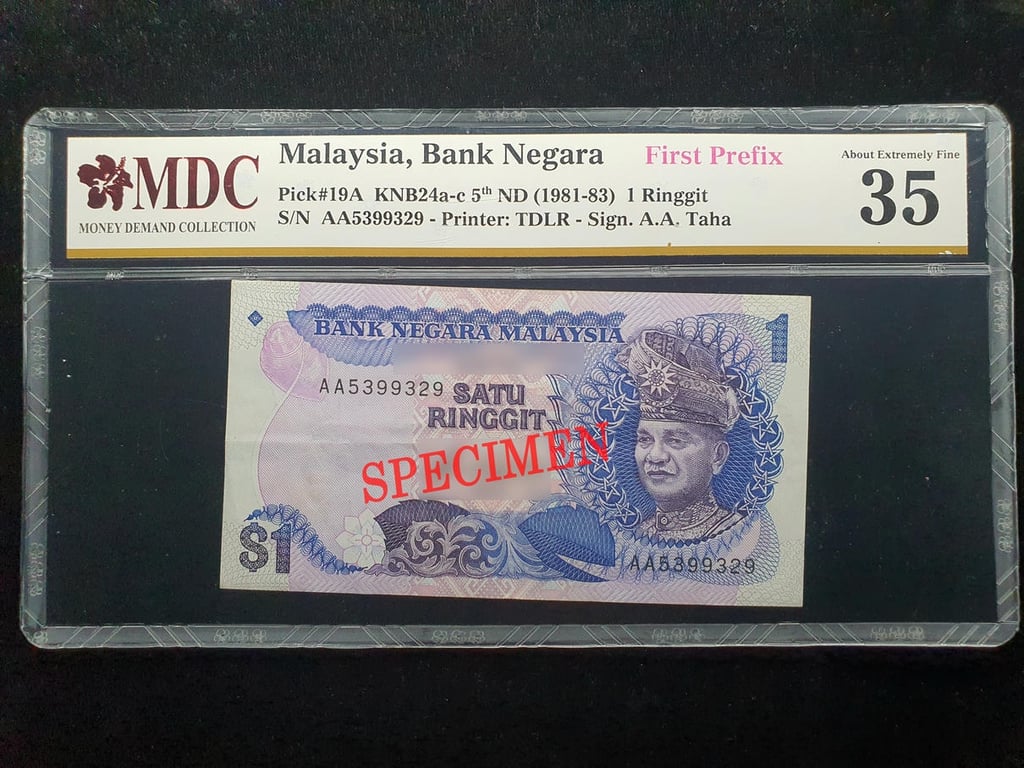 MDC
MONEY DEMAND COLLECTION
Malaysia, Bank Negara First Prefix
Pick#19A KNB24a-c 5th ND (1981-83) 1 Ringgit
S/N AA5399329 - Printer: TDLR - Sign. A.A. Taha
About Extremely Fine
35
BANK NEGARA MALAYSIA
1
AA5399329
SATU
RINGGIT
SPECIMEN
$1
AA5399329